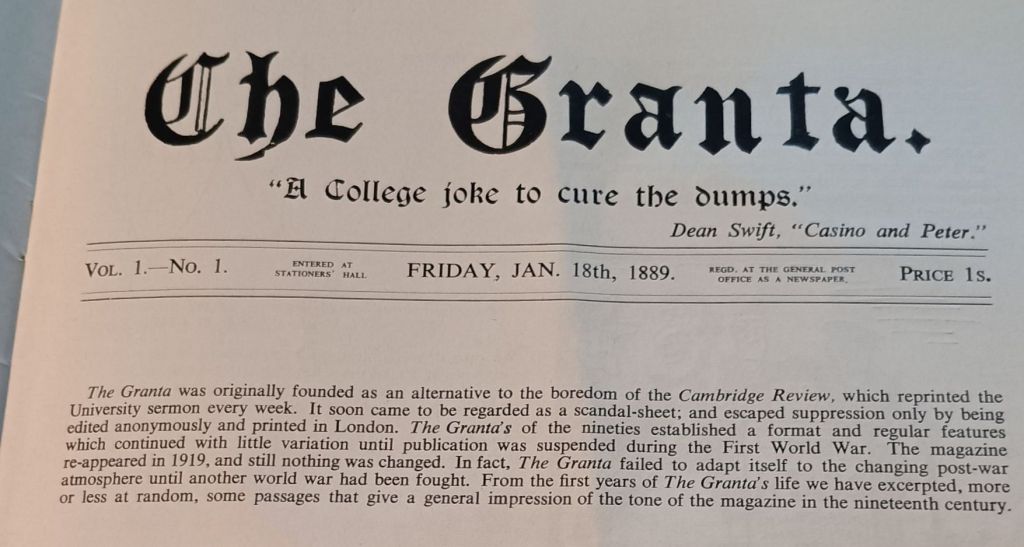 The Granta.
"A College joke to cure the dumps."
Dean Swift, "Casino and Peter."
VOL. 1.—No. 1. ENTERED AT STATIONERS' HALL FRIDAY, JAN. 18th, 1889. REGD. AT THE GENERAL POST OFFICE AS A NEWSPAPER. PRICE 1s.
The Granta was originally founded as an alternative to the boredom of the Cambridge Review, which reprinted the
University sermon every week. It soon came to be regarded as a scandal-sheet; and escaped suppression only by being
edited anonymously and printed in London. The Granta's of the nineties established a format and regular features
which continued with little variation until publication was suspended during the First World War. The magazine
re-appeared in 1919, and still nothing was changed. In fact, The Granta failed to adapt itself to the changing post-war
atmosphere until another world war had been fought. From the first years of The Granta's life we have excerpted, more
or less at random, some passages that give a general impression of the tone of the magazine in the nineteenth century.